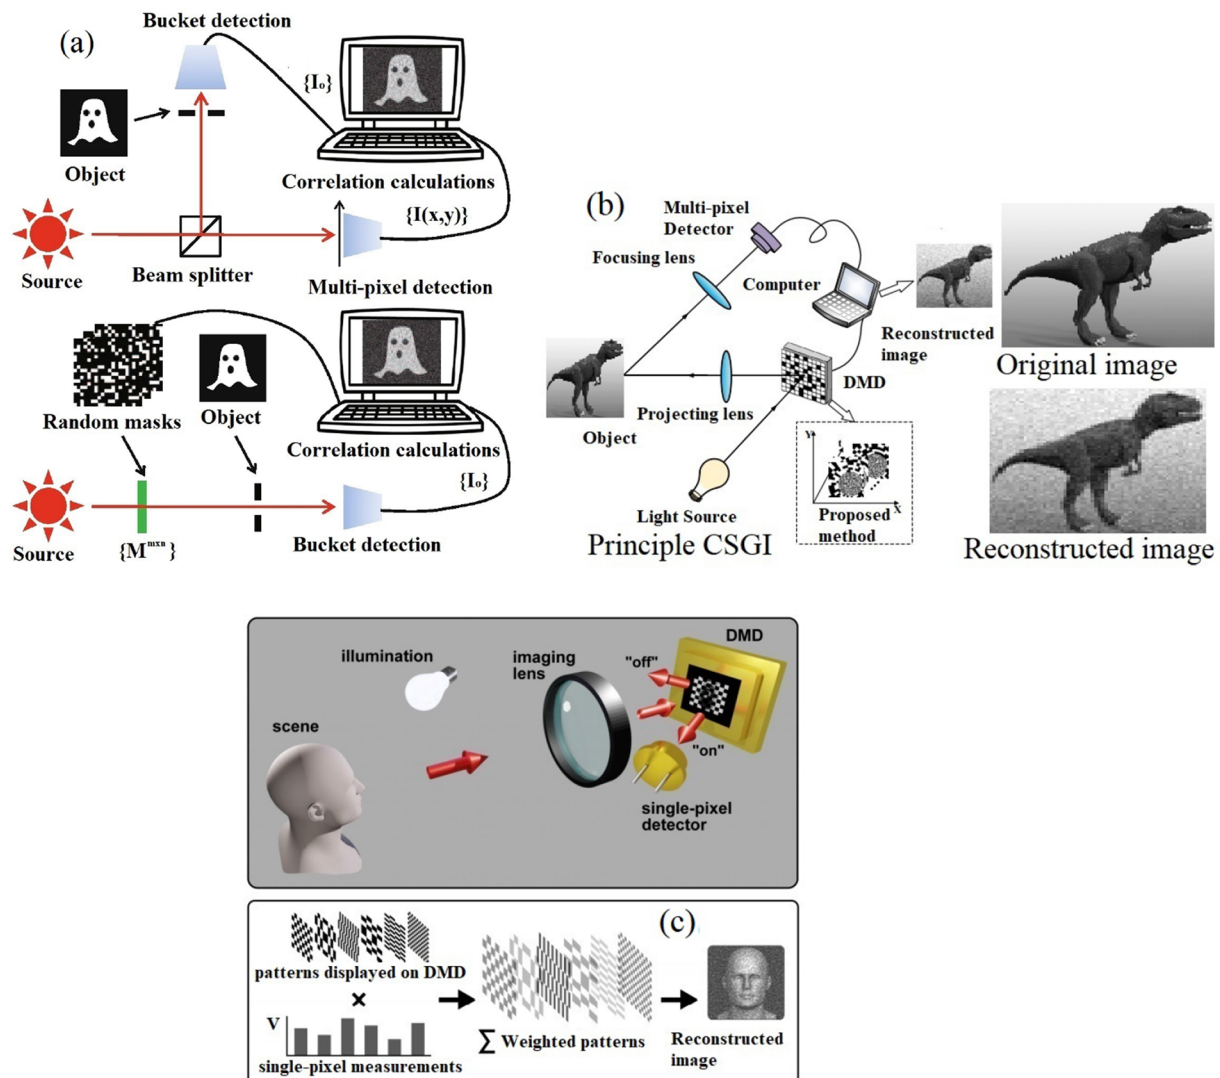 (a)
Bucket detection
{Iₒ}
Object
Correlation calculations
{I(x,y)}
Source
Beam splitter
Multi-pixel detection
Random masks
Object
Correlation calculations
{Iₒ}
Source
{Mᵐˣⁿ}
Bucket detection
(b)
Multi-pixel
Detector
Focusing lens
Computer
Reconstructed
image
Original image
DMD
Projecting lens
Object
Y
X
Light Source
Proposed
method
Principle CSGI
Reconstructed image
DMD
illumination
imaging
lens
"off"
scene
"on"
single-pixel
detector
(c)
patterns displayed on DMD
×
V
single-pixel measurements
∑ Weighted patterns
Reconstructed
image